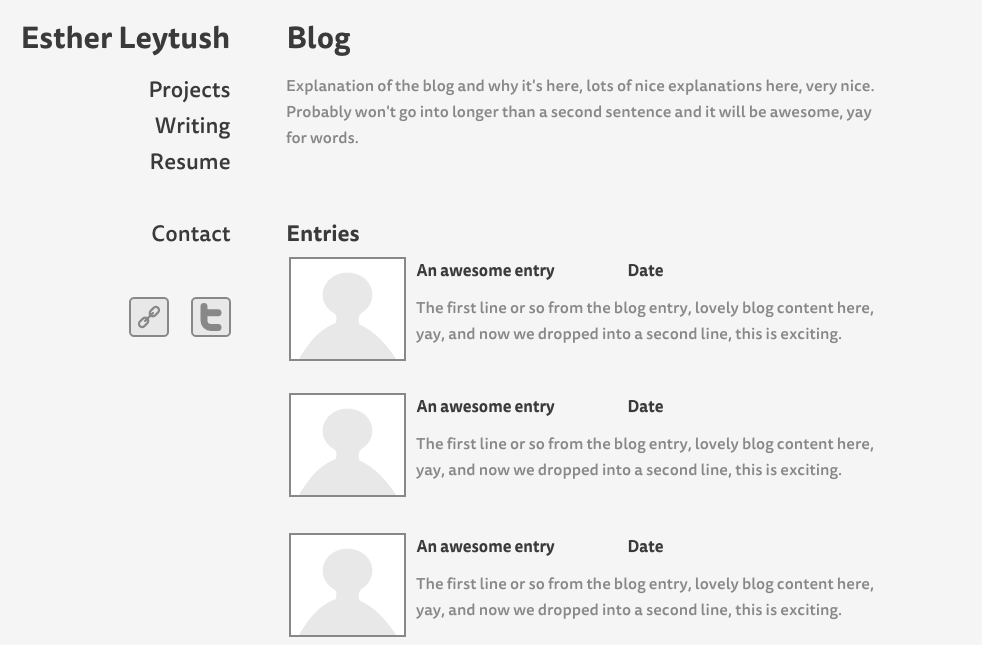 Esther Leytush
Projects
Writing
Resume
Contact
Blog
Explanation of the blog and why it's here, lots of nice explanations here, very nice.
Probably won't go into longer than a second sentence and it will be awesome, yay
for words.
Entries
An awesome entry Date
The first line or so from the blog entry, lovely blog content here,
yay, and now we dropped into a second line, this is exciting.
An awesome entry Date
The first line or so from the blog entry, lovely blog content here,
yay, and now we dropped into a second line, this is exciting.
An awesome entry Date
The first line or so from the blog entry, lovely blog content here,
yay, and now we dropped into a second line, this is exciting.